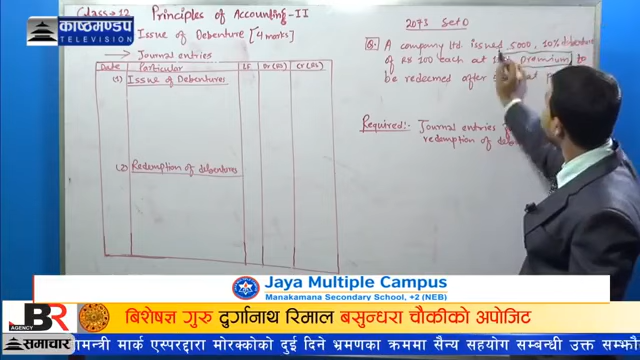 काष्ठमण्डप
TELEVISION
Class-12 Principles of Accounting-II
Issue of Debenture [4 marks]
→ Journal entries
Date Particular LF Dr(RS) Cr(RS)
(1) Issue of Debentures
(2) Redemption of debentures
2073 Set D
Q. A company ltd issued 5000, 10% debenture
of RS 100 each at premium to
be redeemed after
Required:- Journal entries
redemption of
Jaya Multiple Campus
Manakamana Secondary School, +2 (NEB)
JBR
AGENCY
बिशेषज्ञ गुरु दुर्गानाथ रिमाल बसुन्धरा चौकीको अपोजिट
समाचार
ामन्त्री मार्क एस्परद्वारा मोरक्कोको दुई दिने भ्रमणका क्रममा सैन्य सहयोग सम्वन्धी उक्त सम्झौ